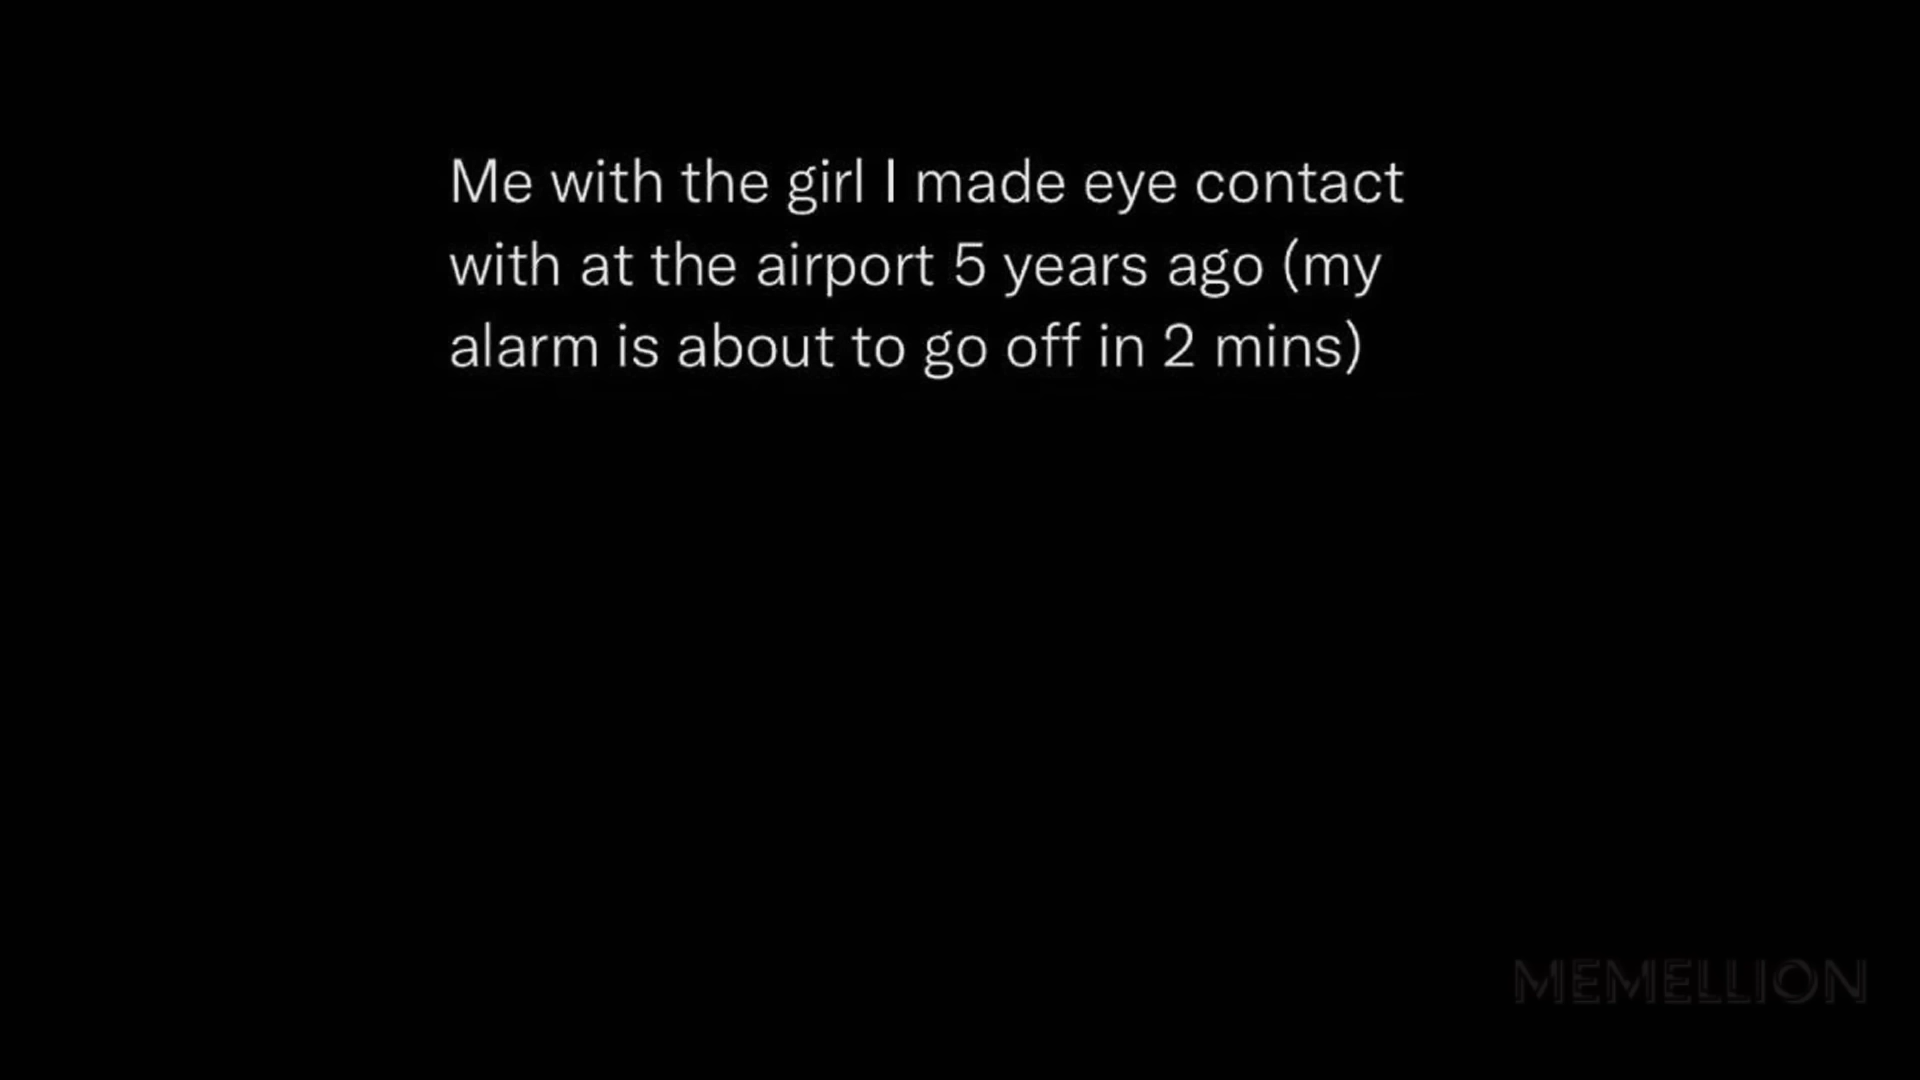 Me with the girl I made eye contact
with at the airport 5 years ago (my
alarm is about to go off in 2 mins)
MEMELLION